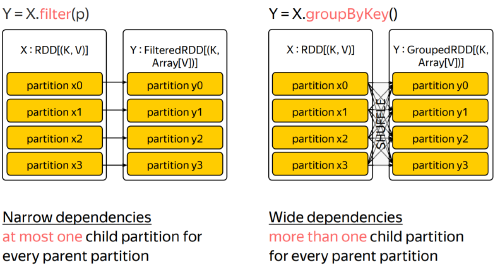 Y = X.filter(p)
X : RDD[(K, V)]
Y : FilteredRDD[(K,
Array[V])]
partition x0
partition y0
partition x1
partition y1
partition x2
partition y2
partition x3
partition y3
Narrow dependencies
at most one child partition for
every parent partition
Y = X.groupByKey()
X : RDD[(K, V)]
Y : GroupedRDD[(K,
Array[V])]
partition x0
partition y0
partition x1
partition y1
partition x2
partition y2
partition x3
partition y3
SHUFFLE
Wide dependencies
more than one child partition
for every parent partition